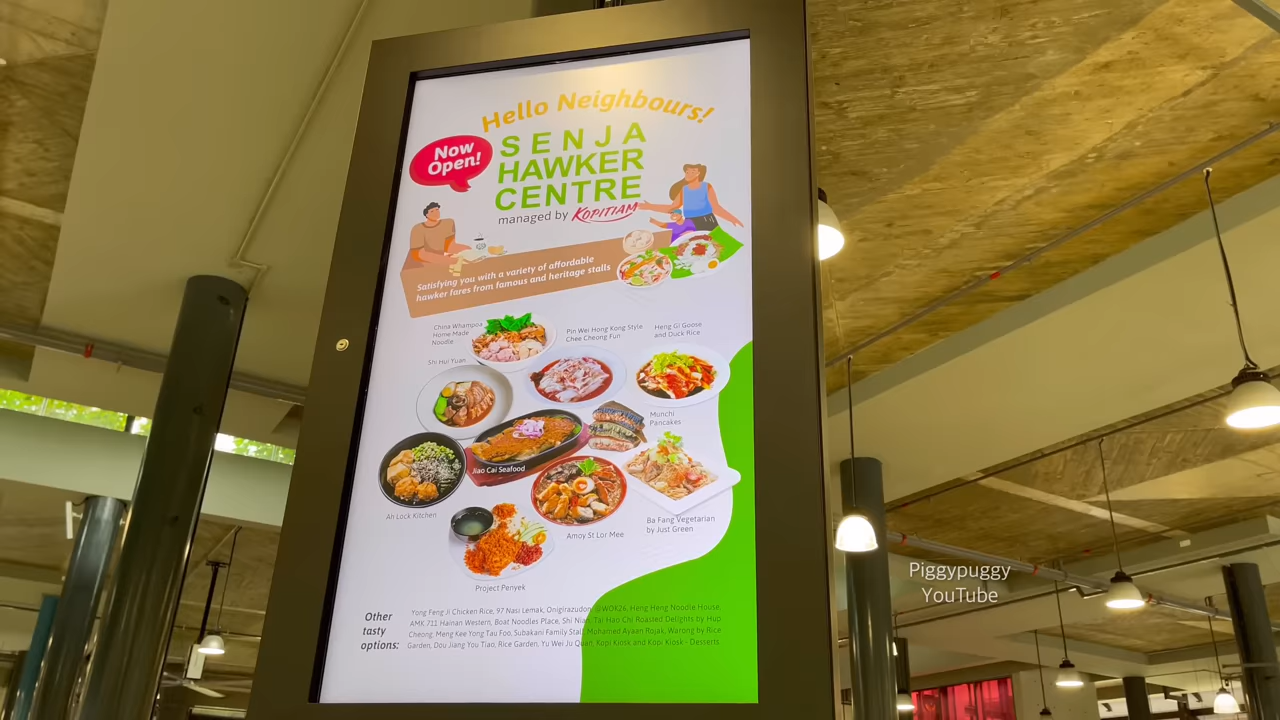 Hello Neighbours!
Now
Open!
SENJA
HAWKER
CENTRE
managed by KOPITIAM
Satisfying you with a variety of affordable
hawker fares from famous and heritage stalls
China Whampoa
Home Made
Noodle
Pin Wei Hong Kong Style
Chee Cheong Fun
Heng Gi Goose
and Duck Rice
Shi Hui Yuan
Munchi
Pancakes
Jiao Cai Seafood
Ah Lock Kitchen
Amoy St Lor Mee
Ba Fang Vegetarian
by Just Green
Project Penyek
Other
tasty
options:
Yong Feng Ji Chicken Rice, 97 Nasi Lemak, Onigirazudon, @WOK26, Heng Heng Noodle House,
AMK 711 Hainan Western, Boat Noodles Place, Shi Nian, Tai Hao Chi Roasted Delights by Hup
Cheong, Meng Kee Yong Tau Foo, Subakani Family Stall, Mohamed Ayaan Rojak, Warong by Rice
Garden, Dou Jiang You Tiao, Rice Garden, Yu Wei Ju Quan, Kopi Kiosk and Kopi Kiosk - Desserts
Piggypuggy
YouTube